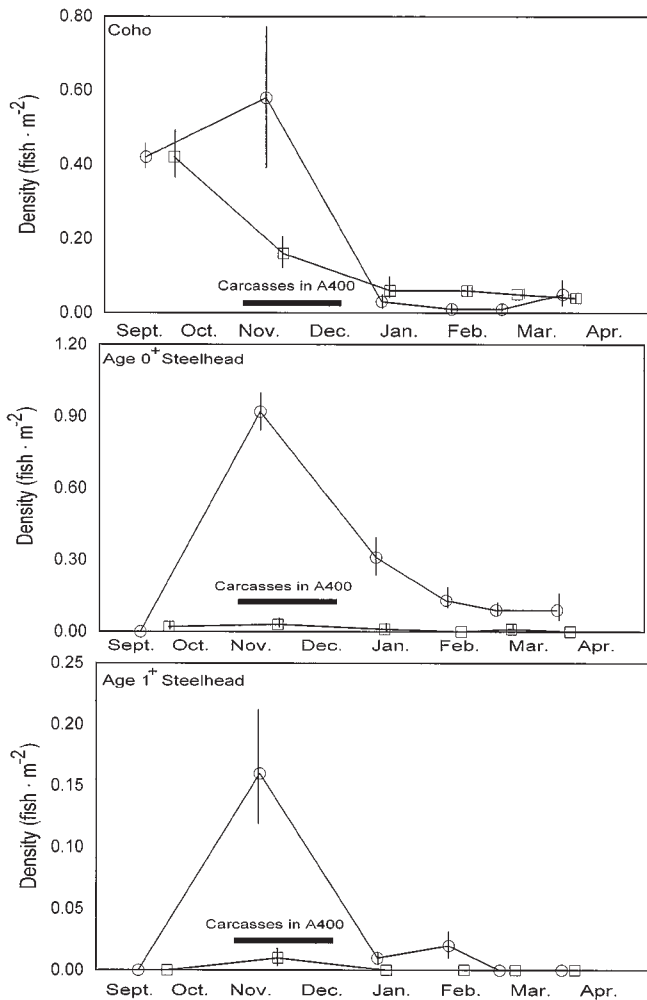 Coho
0.80
0.60
0.40
0.20
0.00
Density (fish · m⁻²)
Carcasses in A400
Sept. Oct. Nov. Dec. Jan. Feb. Mar. Apr.
Age 0⁺ Steelhead
1.20
0.90
0.60
0.30
0.00
Density (fish · m⁻²)
Carcasses in A400
Sept. Oct. Nov. Dec. Jan. Feb. Mar. Apr.
Age 1⁺ Steelhead
0.25
0.20
0.15
0.10
0.05
0.00
Density (fish · m⁻²)
Carcasses in A400
Sept. Oct. Nov. Dec. Jan. Feb. Mar. Apr.